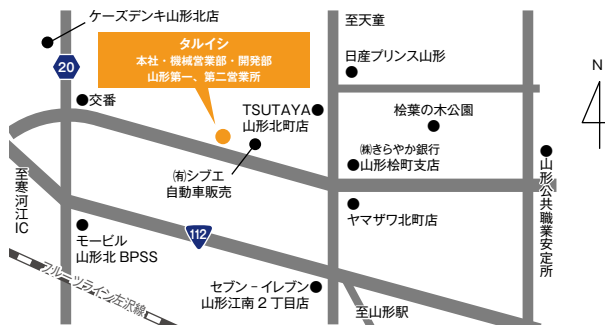 ケーズデンキ山形北店
至天童
タルイシ
本社・機械営業部・開発部
山形第一、第二営業所
日産プリンス山形
N
20
交番
TSUTAYA
山形北町店
桧葉の木公園
㈱きらやか銀行
山形桧町支店
㈲シブエ
自動車販売
山形公共職業安定所
至寒河江IC
ヤマザワ北町店
モービル
山形北BPSS
112
フルーツライン左沢線
セブン-イレブン
山形江南2丁目店
至山形駅